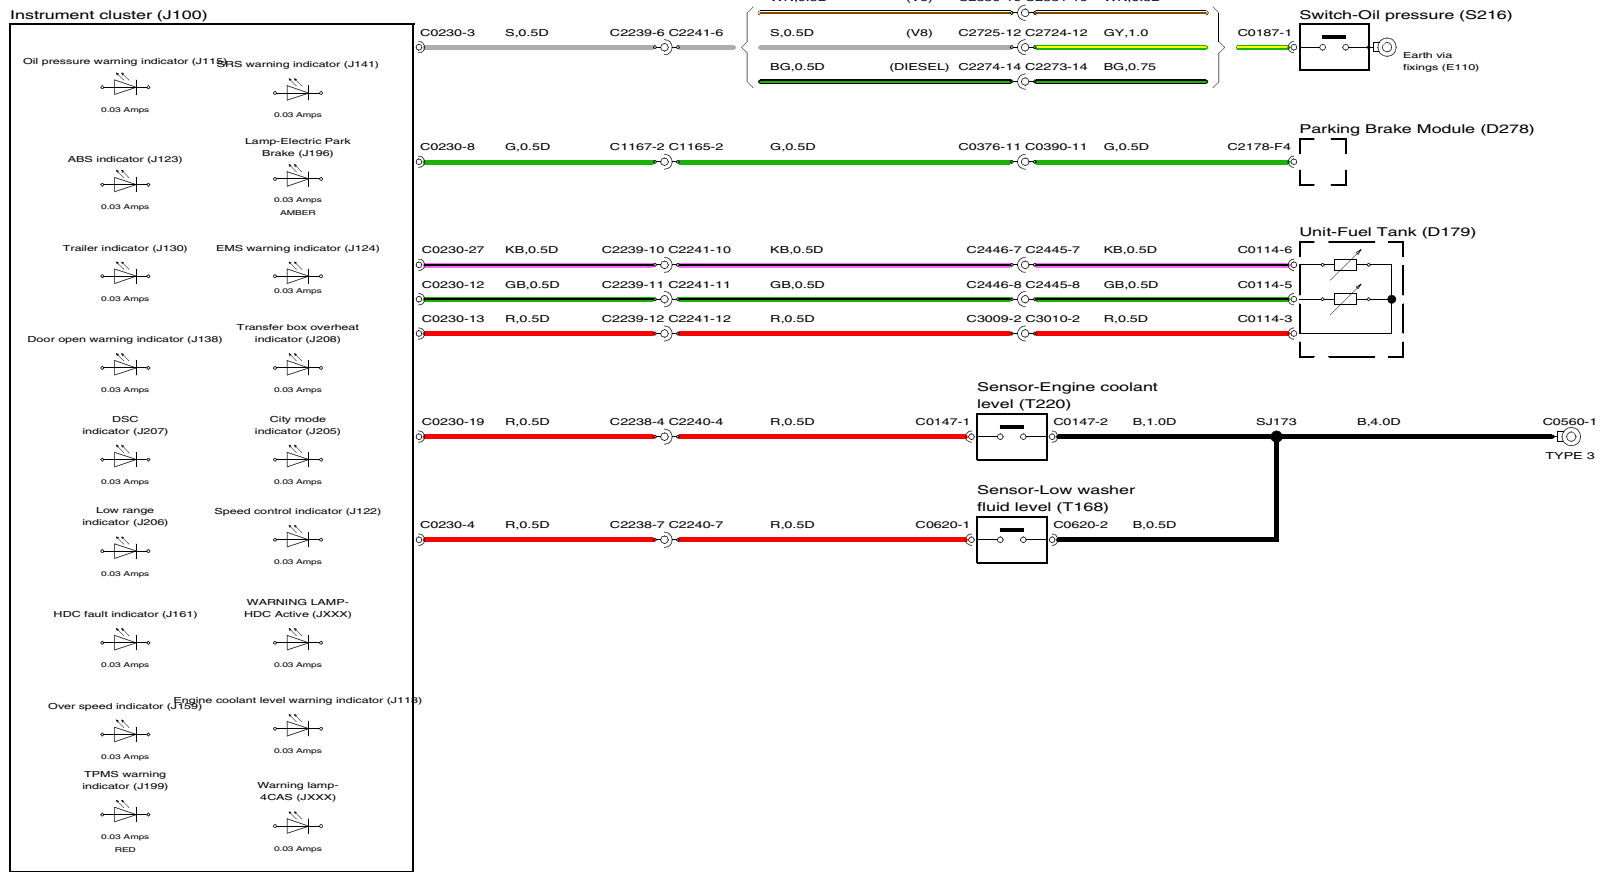 Instrument cluster (J100)
Oil pressure warning indicator (J115)
0.03 Amps
SRS warning indicator (J141)
0.03 Amps
ABS indicator (J123)
0.03 Amps
Lamp-Electric Park
Brake (J196)
0.03 Amps
AMBER
Trailer indicator (J130)
0.03 Amps
EMS warning indicator (J124)
0.03 Amps
Door open warning indicator (J138)
0.03 Amps
Transfer box overheat
indicator (J208)
0.03 Amps
DSC
indicator (J207)
0.03 Amps
City mode
indicator (J205)
0.03 Amps
Low range
indicator (J206)
0.03 Amps
Speed control indicator (J122)
0.03 Amps
HDC fault indicator (J161)
0.03 Amps
WARNING LAMP-
HDC Active (JXXX)
0.03 Amps
Over speed indicator (J159)
0.03 Amps
Engine coolant level warning indicator (J118)
0.03 Amps
TPMS warning
indicator (J199)
0.03 Amps
RED
Warning lamp-
4CAS (JXXX)
0.03 Amps
C0230-3 S,0.5D C2239-6 C2241-6
S,0.5D (V8) C2725-12 C2724-12 GY,1.0
BG,0.5D (DIESEL) C2274-14 C2273-14 BG,0.75
C0187-1
Switch-Oil pressure (S216)
Earth via
fixings (E110)
Parking Brake Module (D278)
C0230-8 G,0.5D C1167-2 C1165-2 G,0.5D C0376-11 C0390-11 G,0.5D C2178-F4
Unit-Fuel Tank (D179)
C0230-27 KB,0.5D C2239-10 C2241-10 KB,0.5D C2446-7 C2445-7 KB,0.5D C0114-6
C0230-12 GB,0.5D C2239-11 C2241-11 GB,0.5D C2446-8 C2445-8 GB,0.5D C0114-5
C0230-13 R,0.5D C2239-12 C2241-12 R,0.5D C3009-2 C3010-2 R,0.5D C0114-3
Sensor-Engine coolant
level (T220)
C0230-19 R,0.5D C2238-4 C2240-4 R,0.5D C0147-1 C0147-2 B,1.0D SJ173 B,4.0D C0560-1
TYPE 3
Sensor-Low washer
fluid level (T168)
C0230-4 R,0.5D C2238-7 C2240-7 R,0.5D C0620-1 C0620-2 B,0.5D